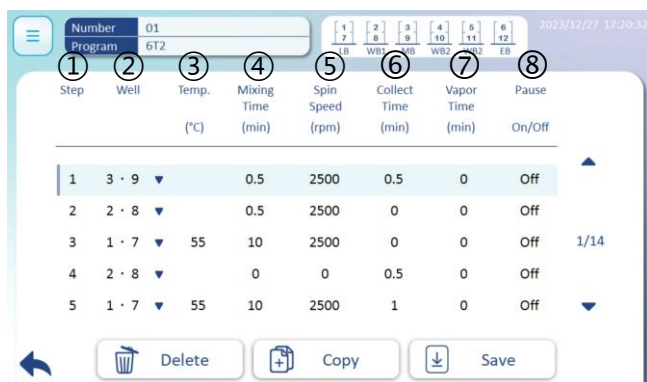 Number 01
Program 6T2
1 2 3 4 5 6
7 8 9 10 11 12
LB WB1 MB WB2 WB2 EB
2023/12/27 17:20:32
① ② ③ ④ ⑤ ⑥ ⑦ ⑧
Step Well Temp. Mixing Spin Collect Vapor Pause
Time Speed Time Time
(°C) (min) (rpm) (min) (min) On/Off
1 3 · 9 ▼ 0.5 2500 0.5 0 Off
2 2 · 8 ▼ 0.5 2500 0 0 Off
3 1 · 7 ▼ 55 10 2500 0 0 Off 1/14
4 2 · 8 ▼ 0 0 0.5 0 Off
5 1 · 7 ▼ 55 10 2500 1 0 Off
Delete Copy Save